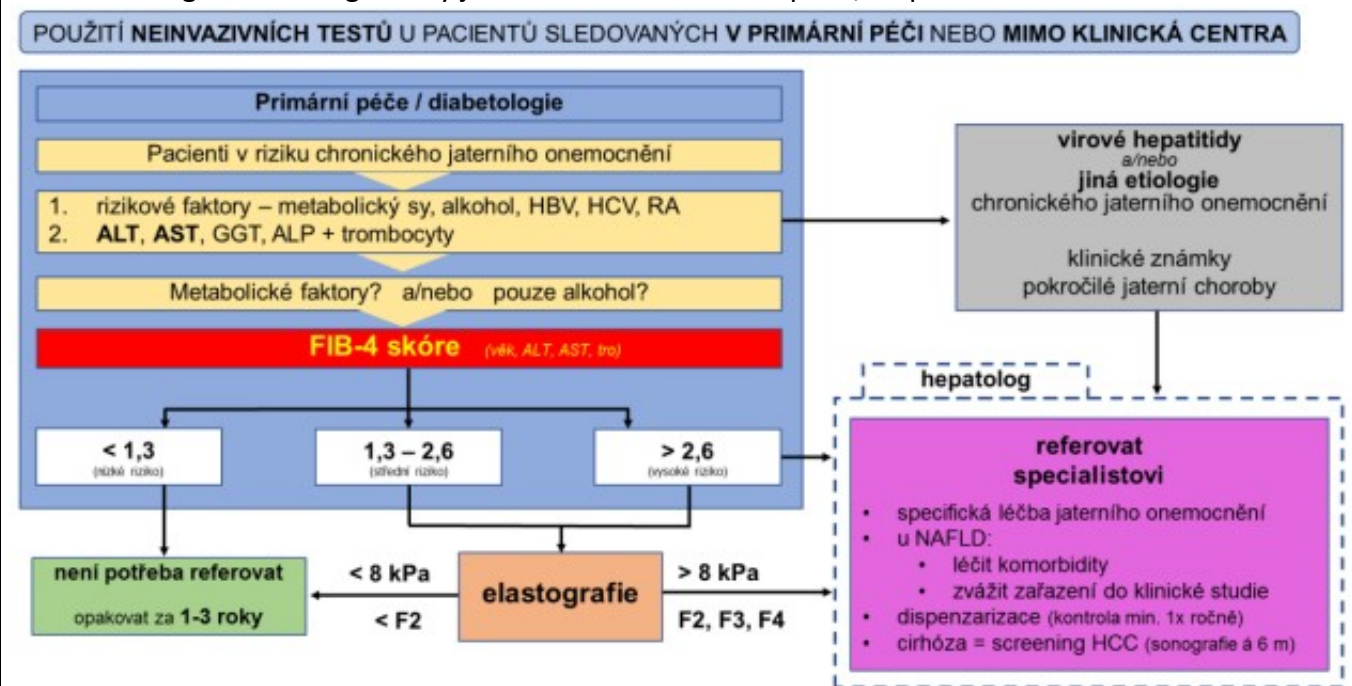 POUŽITÍ NEINVAZIVNÍCH TESTŮ U PACIENTŮ SLEDOVANÝCH V PRIMÁRNÍ PÉČI NEBO MIMO KLINICKÁ CENTRA
Primární péče / diabetologie
Pacienti v riziku chronického jaterního onemocnění
1. rizikové faktory – metabolický sy, alkohol, HBV, HCV, RA
2. ALT, AST, GGT, ALP + trombocyty
Metabolické faktory? a/nebo pouze alkohol?
FIB-4 skóre (věk, ALT, AST, tro)
< 1,3
(nízké riziko)
1,3 – 2,6
(střední riziko)
> 2,6
(vysoké riziko)
není potřeba referovat
opakovat za 1-3 roky
< 8 kPa
< F2
elastografie
> 8 kPa
F2, F3, F4
virové hepatitidy
a/nebo
jiná etiologie
chronického jaterního onemocnění
klinické známky
pokročilé jaterní choroby
hepatolog
referovat
specialistovi
• specifická léčba jaterního onemocnění
• u NAFLD:
• léčit komorbidity
• zvážit zařazení do klinické studie
• dispenzarizace (kontrola min. 1x ročně)
• cirhóza = screening HCC (sonografie á 6 m)